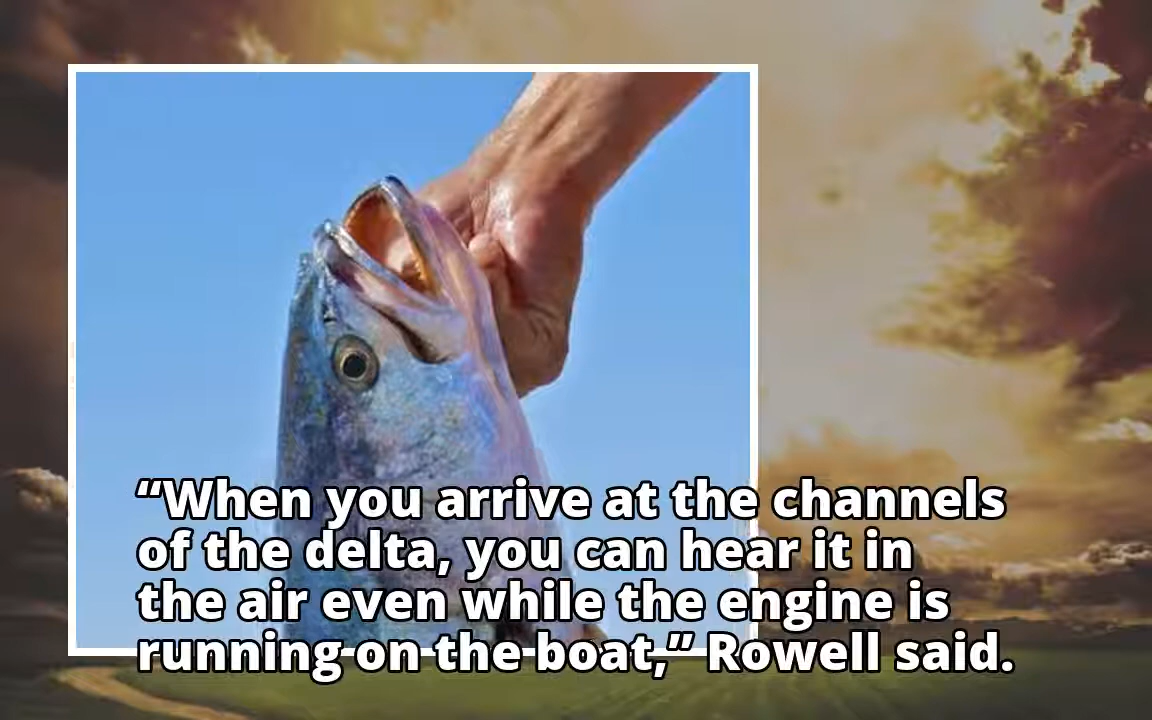 “When you arrive at the channels
of the delta, you can hear it in
the air even while the engine is
running on the boat,” Rowell said.